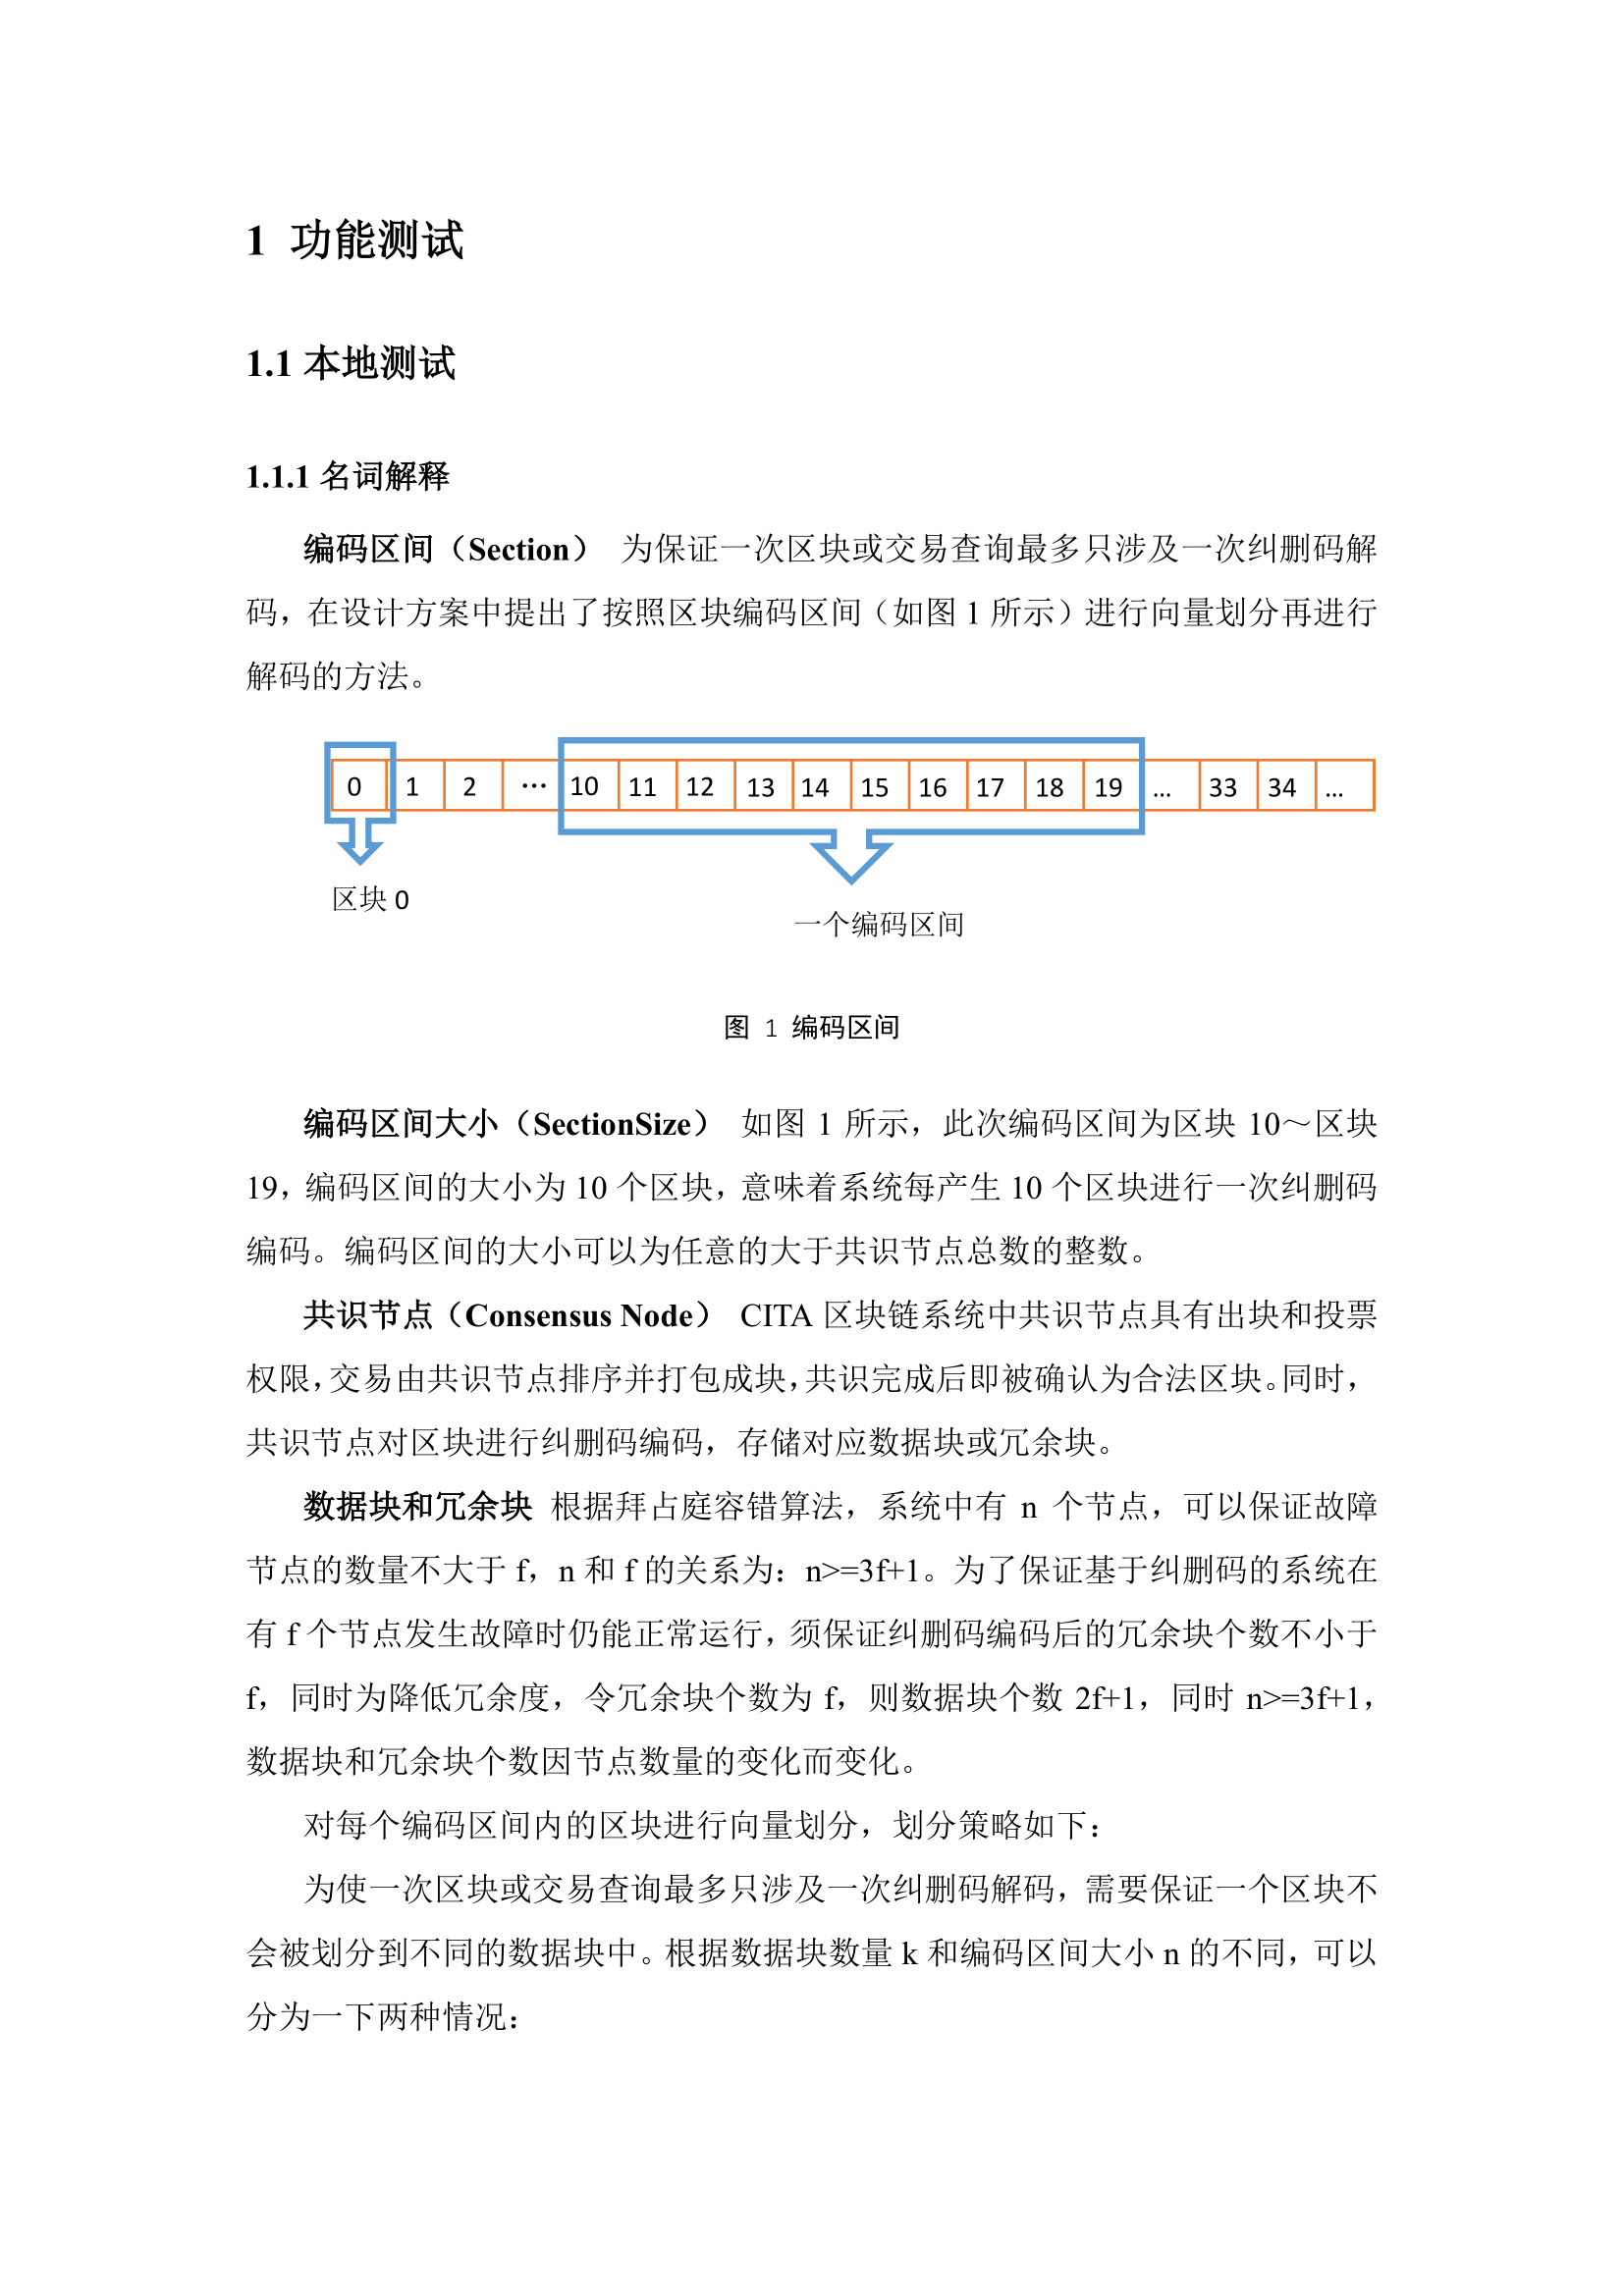 1 功能测试
1.1 本地测试
1.1.1 名词解释
编码区间（Section） 为保证一次区块或交易查询最多只涉及一次纠删码解
码，在设计方案中提出了按照区块编码区间（如图 1 所示）进行向量划分再进行
解码的方法。
0 1 2 … 10 11 12 13 14 15 16 17 18 19 … 33 34 …
区块 0
一个编码区间
图 1 编码区间
编码区间大小（SectionSize） 如图 1 所示，此次编码区间为区块 10～区块
19，编码区间的大小为 10 个区块，意味着系统每产生 10 个区块进行一次纠删码
编码。编码区间的大小可以为任意的大于共识节点总数的整数。
共识节点（Consensus Node） CITA 区块链系统中共识节点具有出块和投票
权限，交易由共识节点排序并打包成块，共识完成后即被确认为合法区块。同时，
共识节点对区块进行纠删码编码，存储对应数据块或冗余块。
数据块和冗余块 根据拜占庭容错算法，系统中有 n 个节点，可以保证故障
节点的数量不大于 f，n 和 f 的关系为：n>=3f+1。为了保证基于纠删码的系统在
有 f 个节点发生故障时仍能正常运行，须保证纠删码编码后的冗余块个数不小于
f，同时为降低冗余度，令冗余块个数为 f，则数据块个数 2f+1，同时 n>=3f+1，
数据块和冗余块个数因节点数量的变化而变化。
对每个编码区间内的区块进行向量划分，划分策略如下：
为使一次区块或交易查询最多只涉及一次纠删码解码，需要保证一个区块不
会被划分到不同的数据块中。根据数据块数量 k 和编码区间大小 n 的不同，可以
分为一下两种情况：